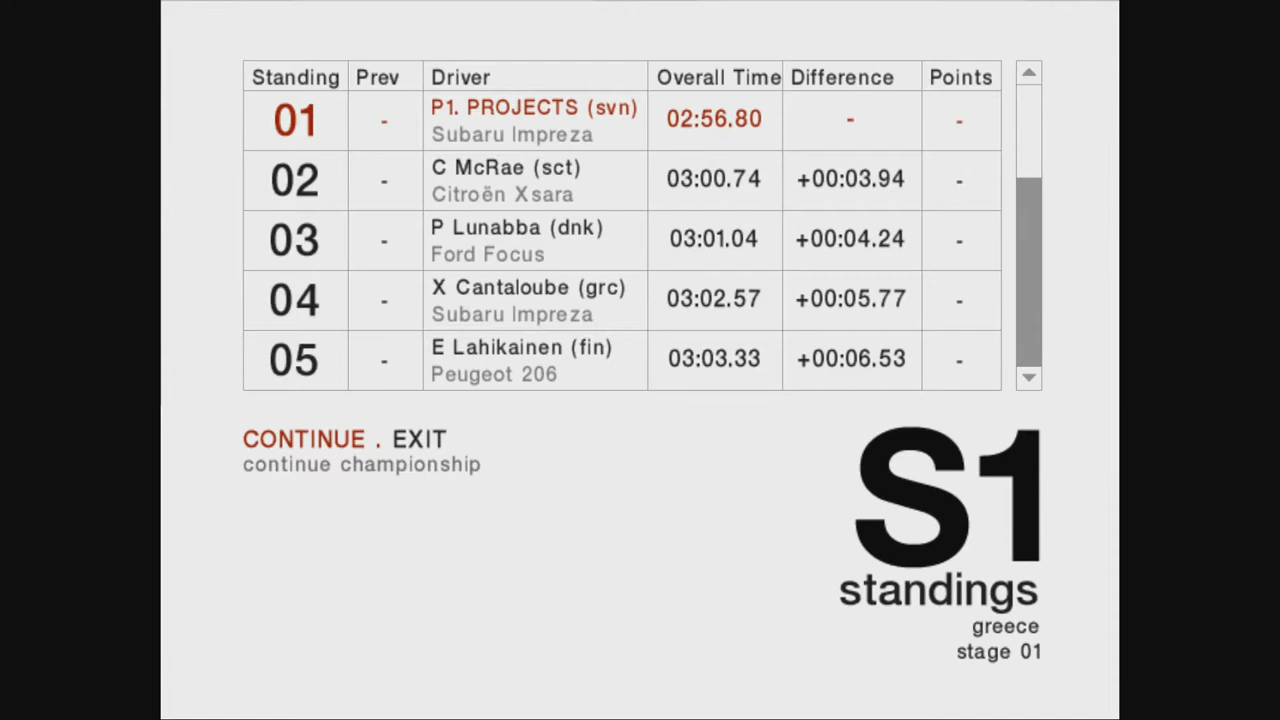 Standing Prev Driver Overall Time Difference Points
01 - P1. PROJECTS (svn) 02:56.80 - -
Subaru Impreza
02 - C McRae (sct) 03:00.74 +00:03.94 -
Citroën Xsara
03 - P Lunabba (dnk) 03:01.04 +00:04.24 -
Ford Focus
04 - X Cantaloube (grc) 03:02.57 +00:05.77 -
Subaru Impreza
05 - E Lahikainen (fin) 03:03.33 +00:06.53 -
Peugeot 206
CONTINUE . EXIT
continue championship
S1
standings
greece
stage 01